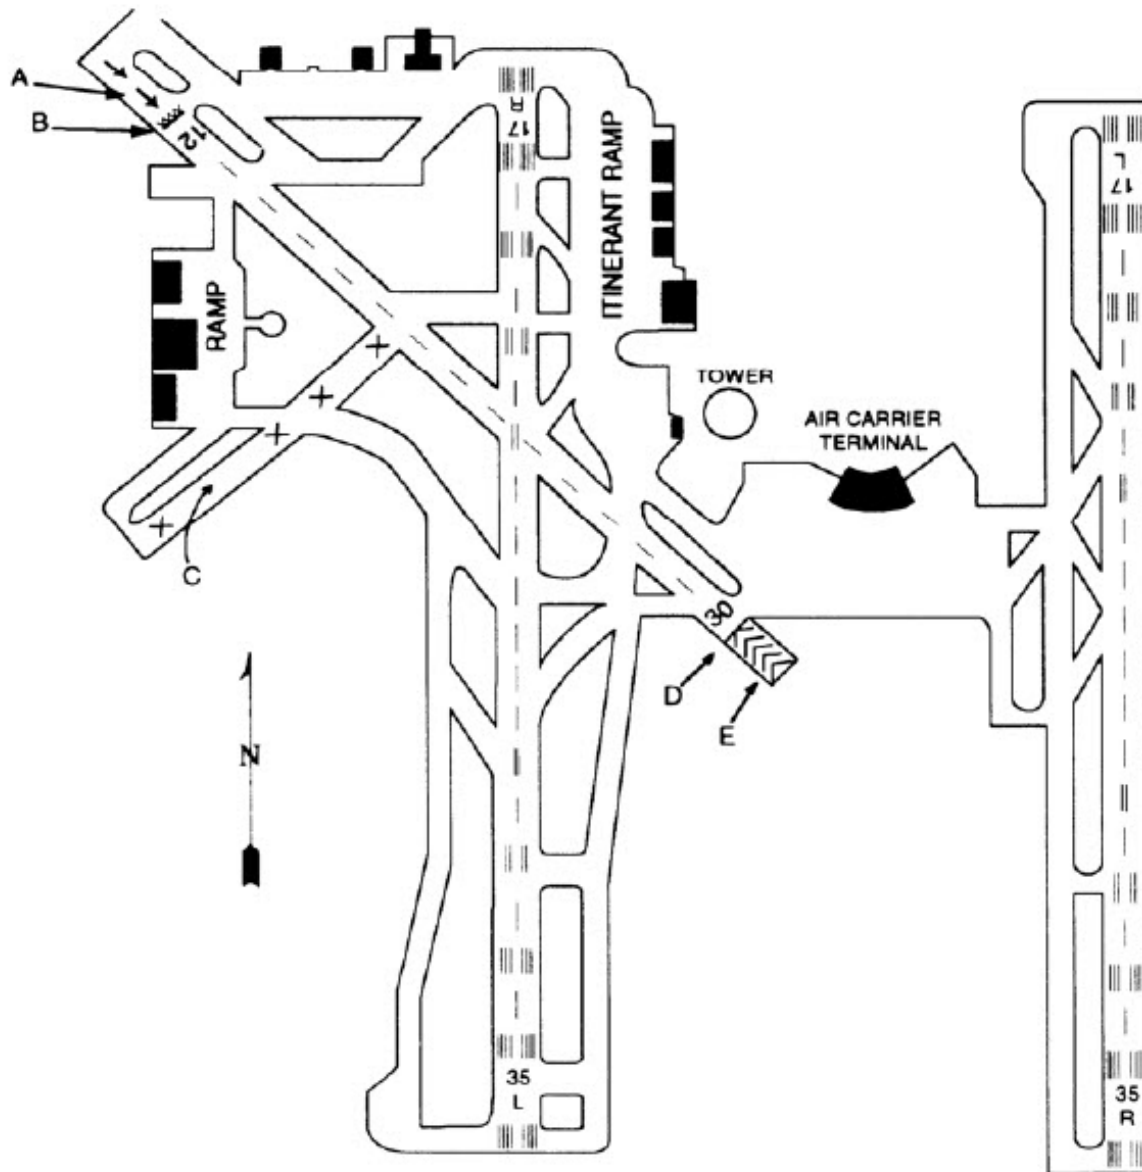 A
B
12
R
17
L
17
ITINERANT RAMP
RAMP
TOWER
AIR CARRIER
TERMINAL
C
30
D
E
N
35
L
35
R